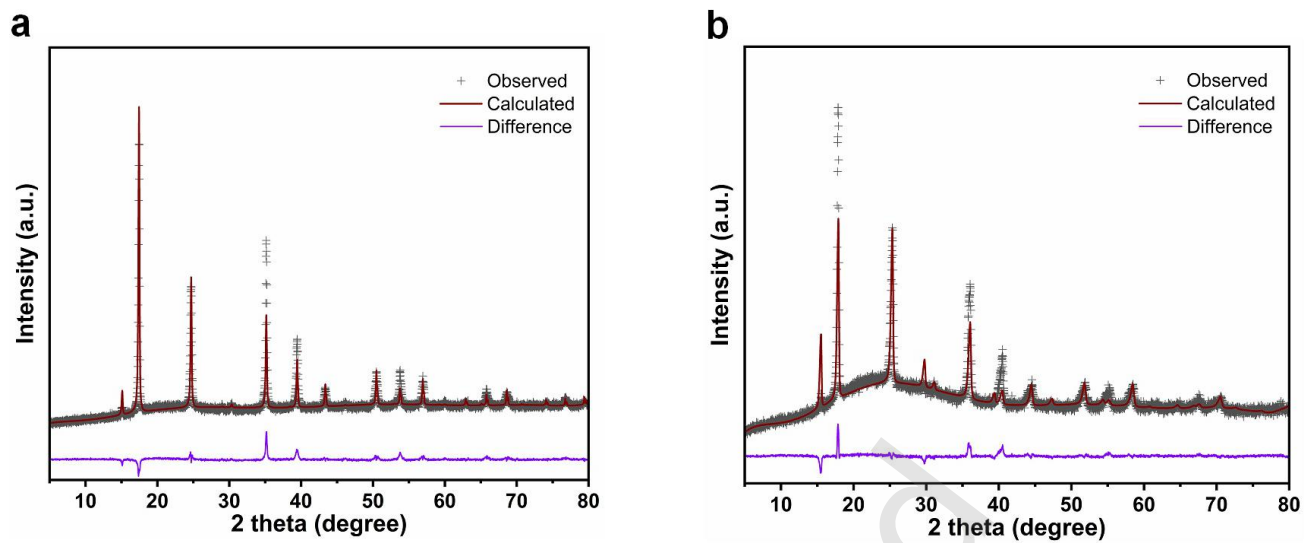 a
Observed
Calculated
Difference
Intensity (a.u.)
10 20 30 40 50 60 70 80
2 theta (degree)
b
Observed
Calculated
Difference
Intensity (a.u.)
10 20 30 40 50 60 70 80
2 theta (degree)